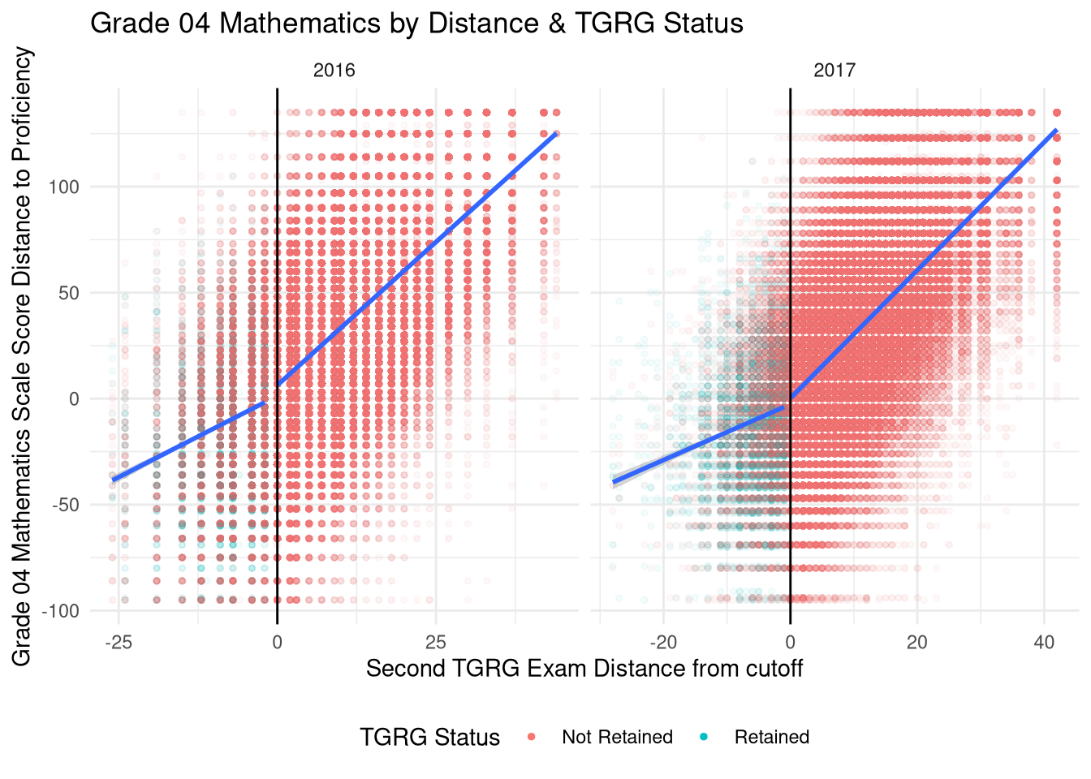 Grade 04 Mathematics by Distance & TGRG Status
2016
2017
Grade 04 Mathematics Scale Score Distance to Proficiency
100
50
0
-50
-100
-25
0
25
-20
0
20
40
Second TGRG Exam Distance from cutoff
TGRG Status
Not Retained
Retained